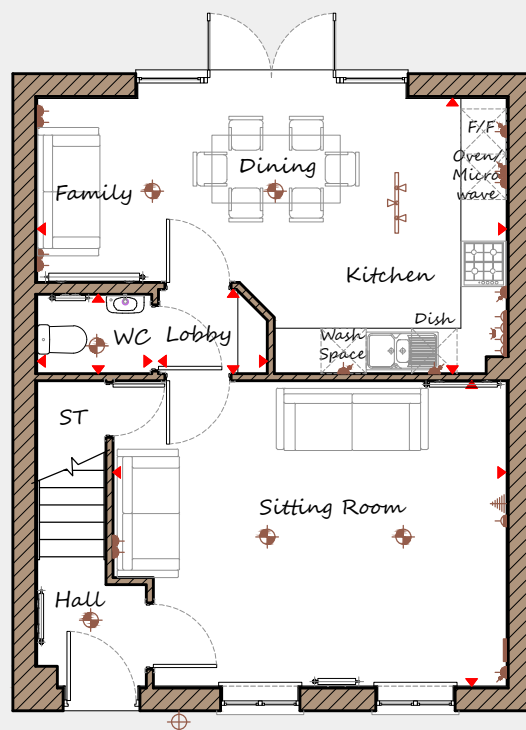 F/F
Dining
Oven/
Micro
wave
Family
Kitchen
Dish
WC
Lobby
Wash
Space
ST
Sitting Room
Hall